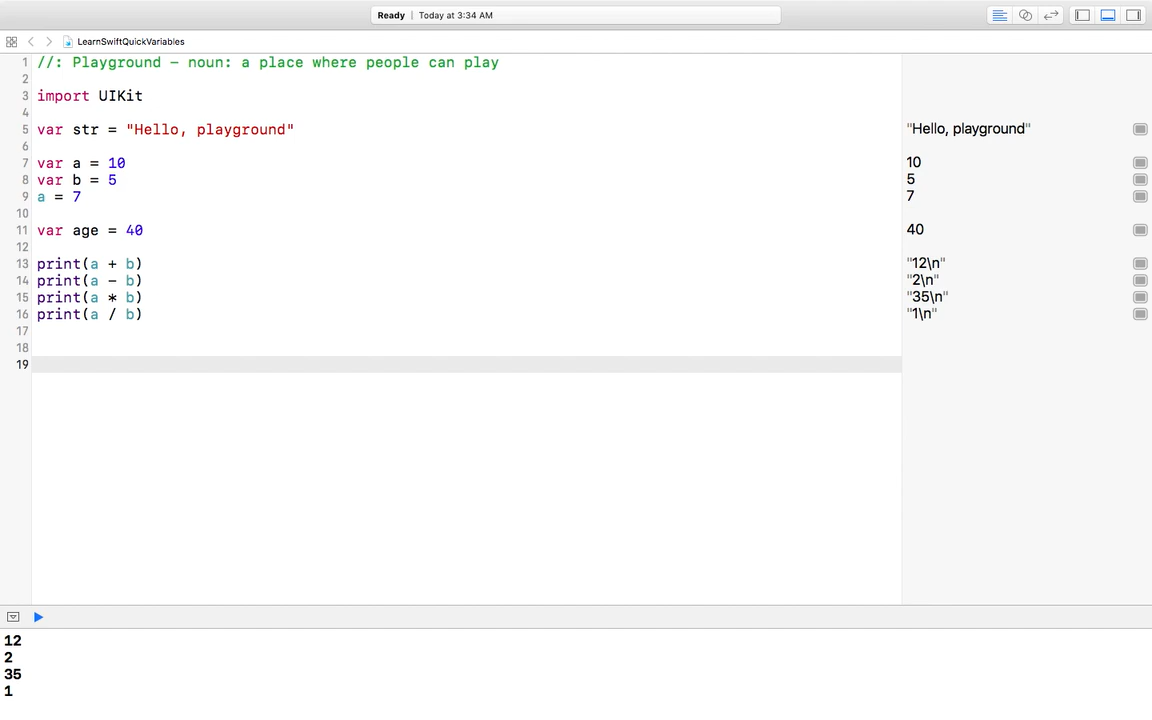 Ready | Today at 3:34 AM
LearnSwiftQuickVariables
1 //: Playground – noun: a place where people can play
2
3 import UIKit
4
5 var str = "Hello, playground" "Hello, playground"
6
7 var a = 10 10
8 var b = 5 5
9 a = 7 7
10
11 var age = 40 40
12
13 print(a + b) "12\n"
14 print(a - b) "2\n"
15 print(a * b) "35\n"
16 print(a / b) "1\n"
17
18
19
12
2
35
1